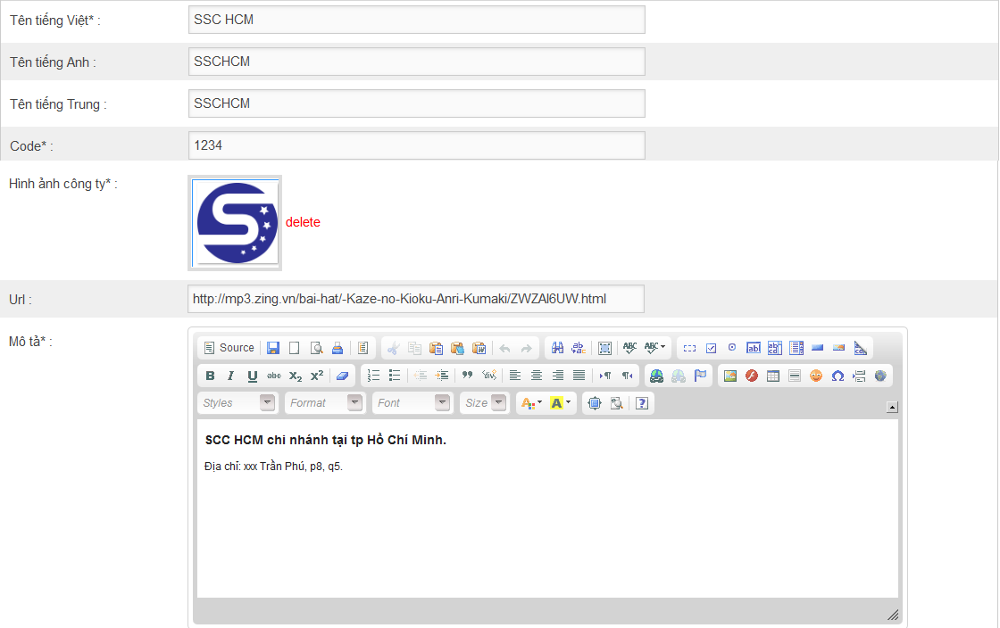 Tên tiếng Việt* :
SSC HCM
Tên tiếng Anh :
SSCHCM
Tên tiếng Trung :
SSCHCM
Code* :
1234
Hình ảnh công ty* :
delete
Url :
http://mp3.zing.vn/bai-hat/-Kaze-no-Kioku-Anri-Kumaki/ZWZAI6UW.html
Mô tả* :
Source
Styles Format Font Size
SCC HCM chi nhánh tại tp Hồ Chí Minh.
Địa chỉ: xxx Trần Phú, p8, q5.